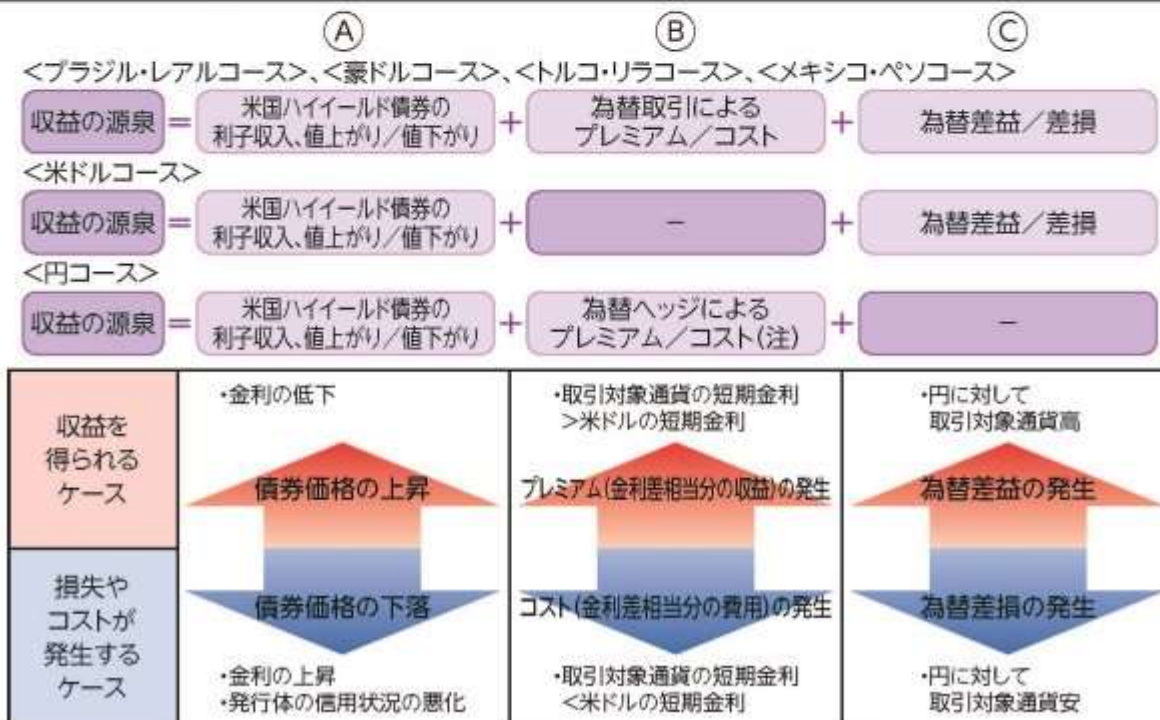 Ⓐ Ⓑ Ⓒ
<ブラジル・レアルコース>、<豪ドルコース>、<トルコ・リラコース>、<メキシコ・ペソコース>
収益の源泉 = 米国ハイイールド債券の利子収入、値上がり/値下がり + 為替取引によるプレミアム/コスト + 為替差益/差損
<米ドルコース>
収益の源泉 = 米国ハイイールド債券の利子収入、値上がり/値下がり + − + 為替差益/差損
<円コース>
収益の源泉 = 米国ハイイールド債券の利子収入、値上がり/値下がり + 為替ヘッジによるプレミアム/コスト(注) + −
収益を
得られる
ケース
・金利の低下
債券価格の上昇
・取引対象通貨の短期金利
>米ドルの短期金利
プレミアム(金利差相当分の収益)の発生
・円に対して
取引対象通貨高
為替差益の発生
損失や
コストが
発生する
ケース
債券価格の下落
・金利の上昇
・発行体の信用状況の悪化
コスト(金利差相当分の費用)の発生
・取引対象通貨の短期金利
<米ドルの短期金利
為替差損の発生
・円に対して
取引対象通貨安